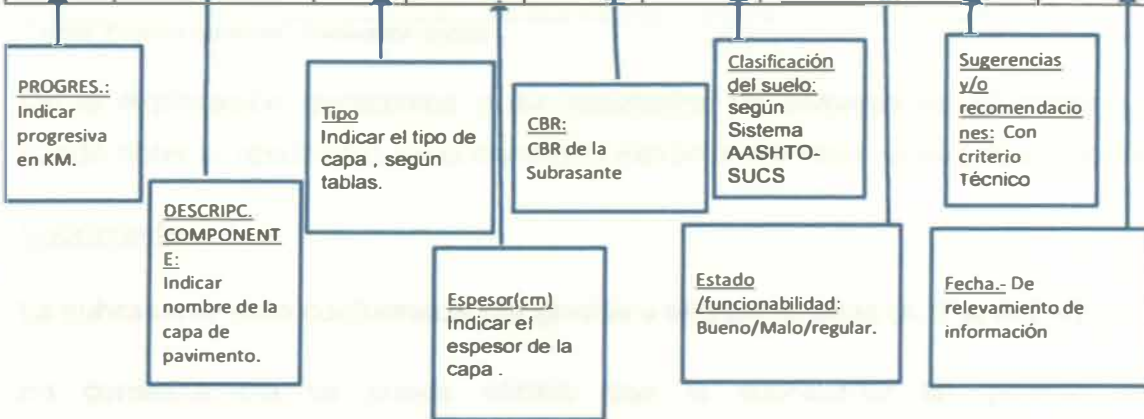 PROGRES.:
Indicar
progresiva
en KM.
DESCRIPC.
COMPONENT
E:
Indicar
nombre de la
capa de
pavimento.
Tipo
Indicar el tipo de
capa , según
tablas.
Espesor(cm)
Indicar el
espesor de la
capa .
CBR:
CBR de la
Subrasante
Clasificación
del suelo:
según
Sistema
AASHTO-
SUCS
Estado
/funcionabilidad:
Bueno/Malo/regular.
Sugerencias
y/o
recomendacio
nes: Con
criterio
Técnico
Fecha.- De
relevamiento de
información